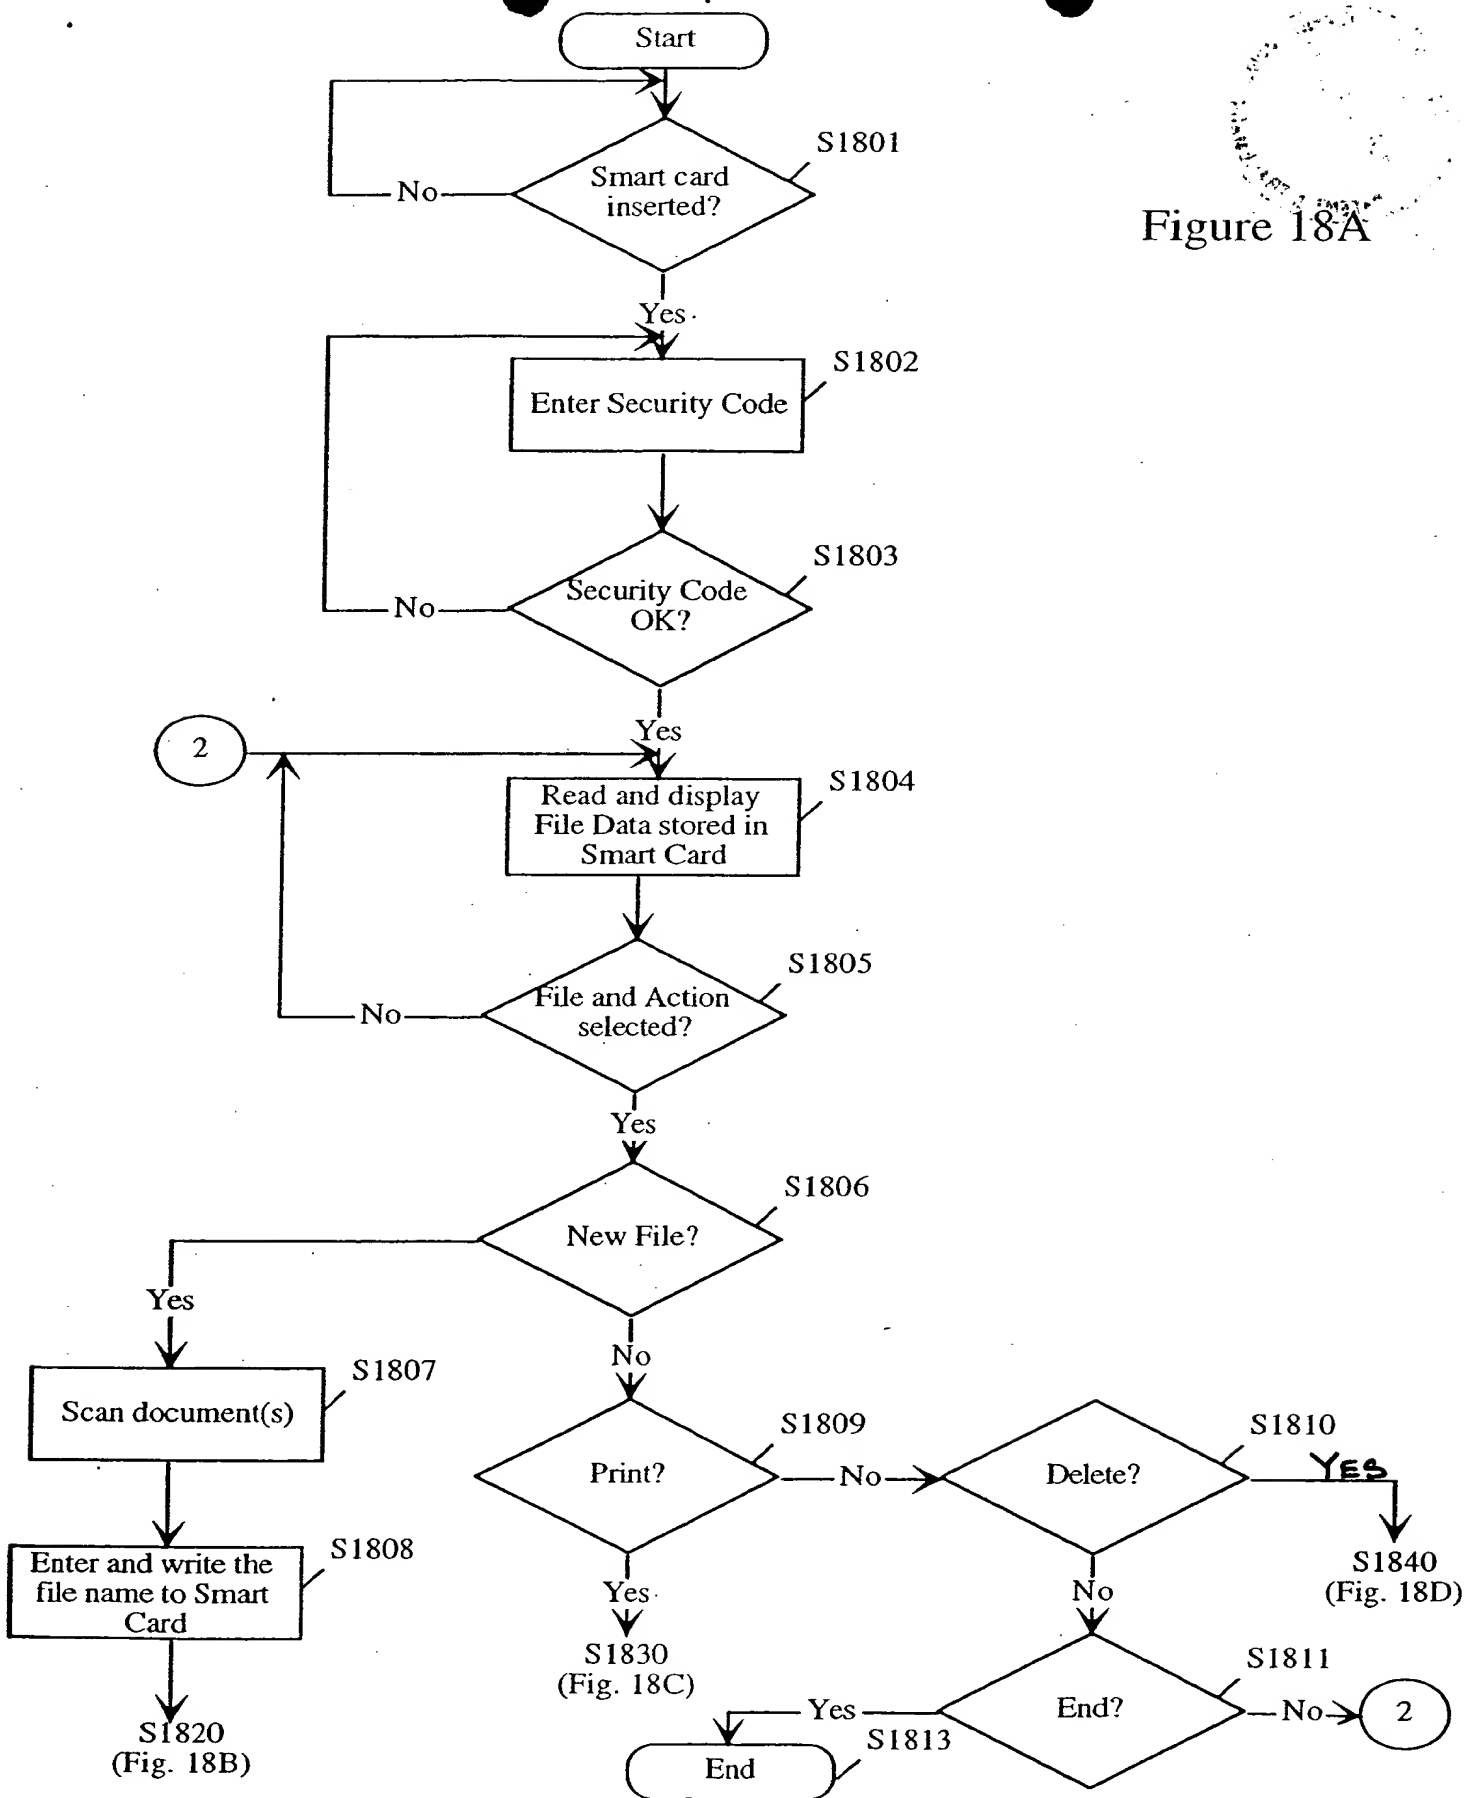 Start
S1801
Smart card
inserted?
No
Figure 18A
Yes
S1802
Enter Security Code
S1803
Security Code
OK?
No
Yes
2
S1804
Read and display
File Data stored in
Smart Card
S1805
File and Action
selected?
No
Yes
S1806
New File?
Yes
No
S1807
Scan document(s)
S1809
Print?
No
S1810
Delete?
YES
S1808
Enter and write the
file name to Smart
Card
Yes
No
S1840
(Fig. 18D)
S1830
(Fig. 18C)
S1811
End?
Yes
No
2
S1820
(Fig. 18B)
S1813
End